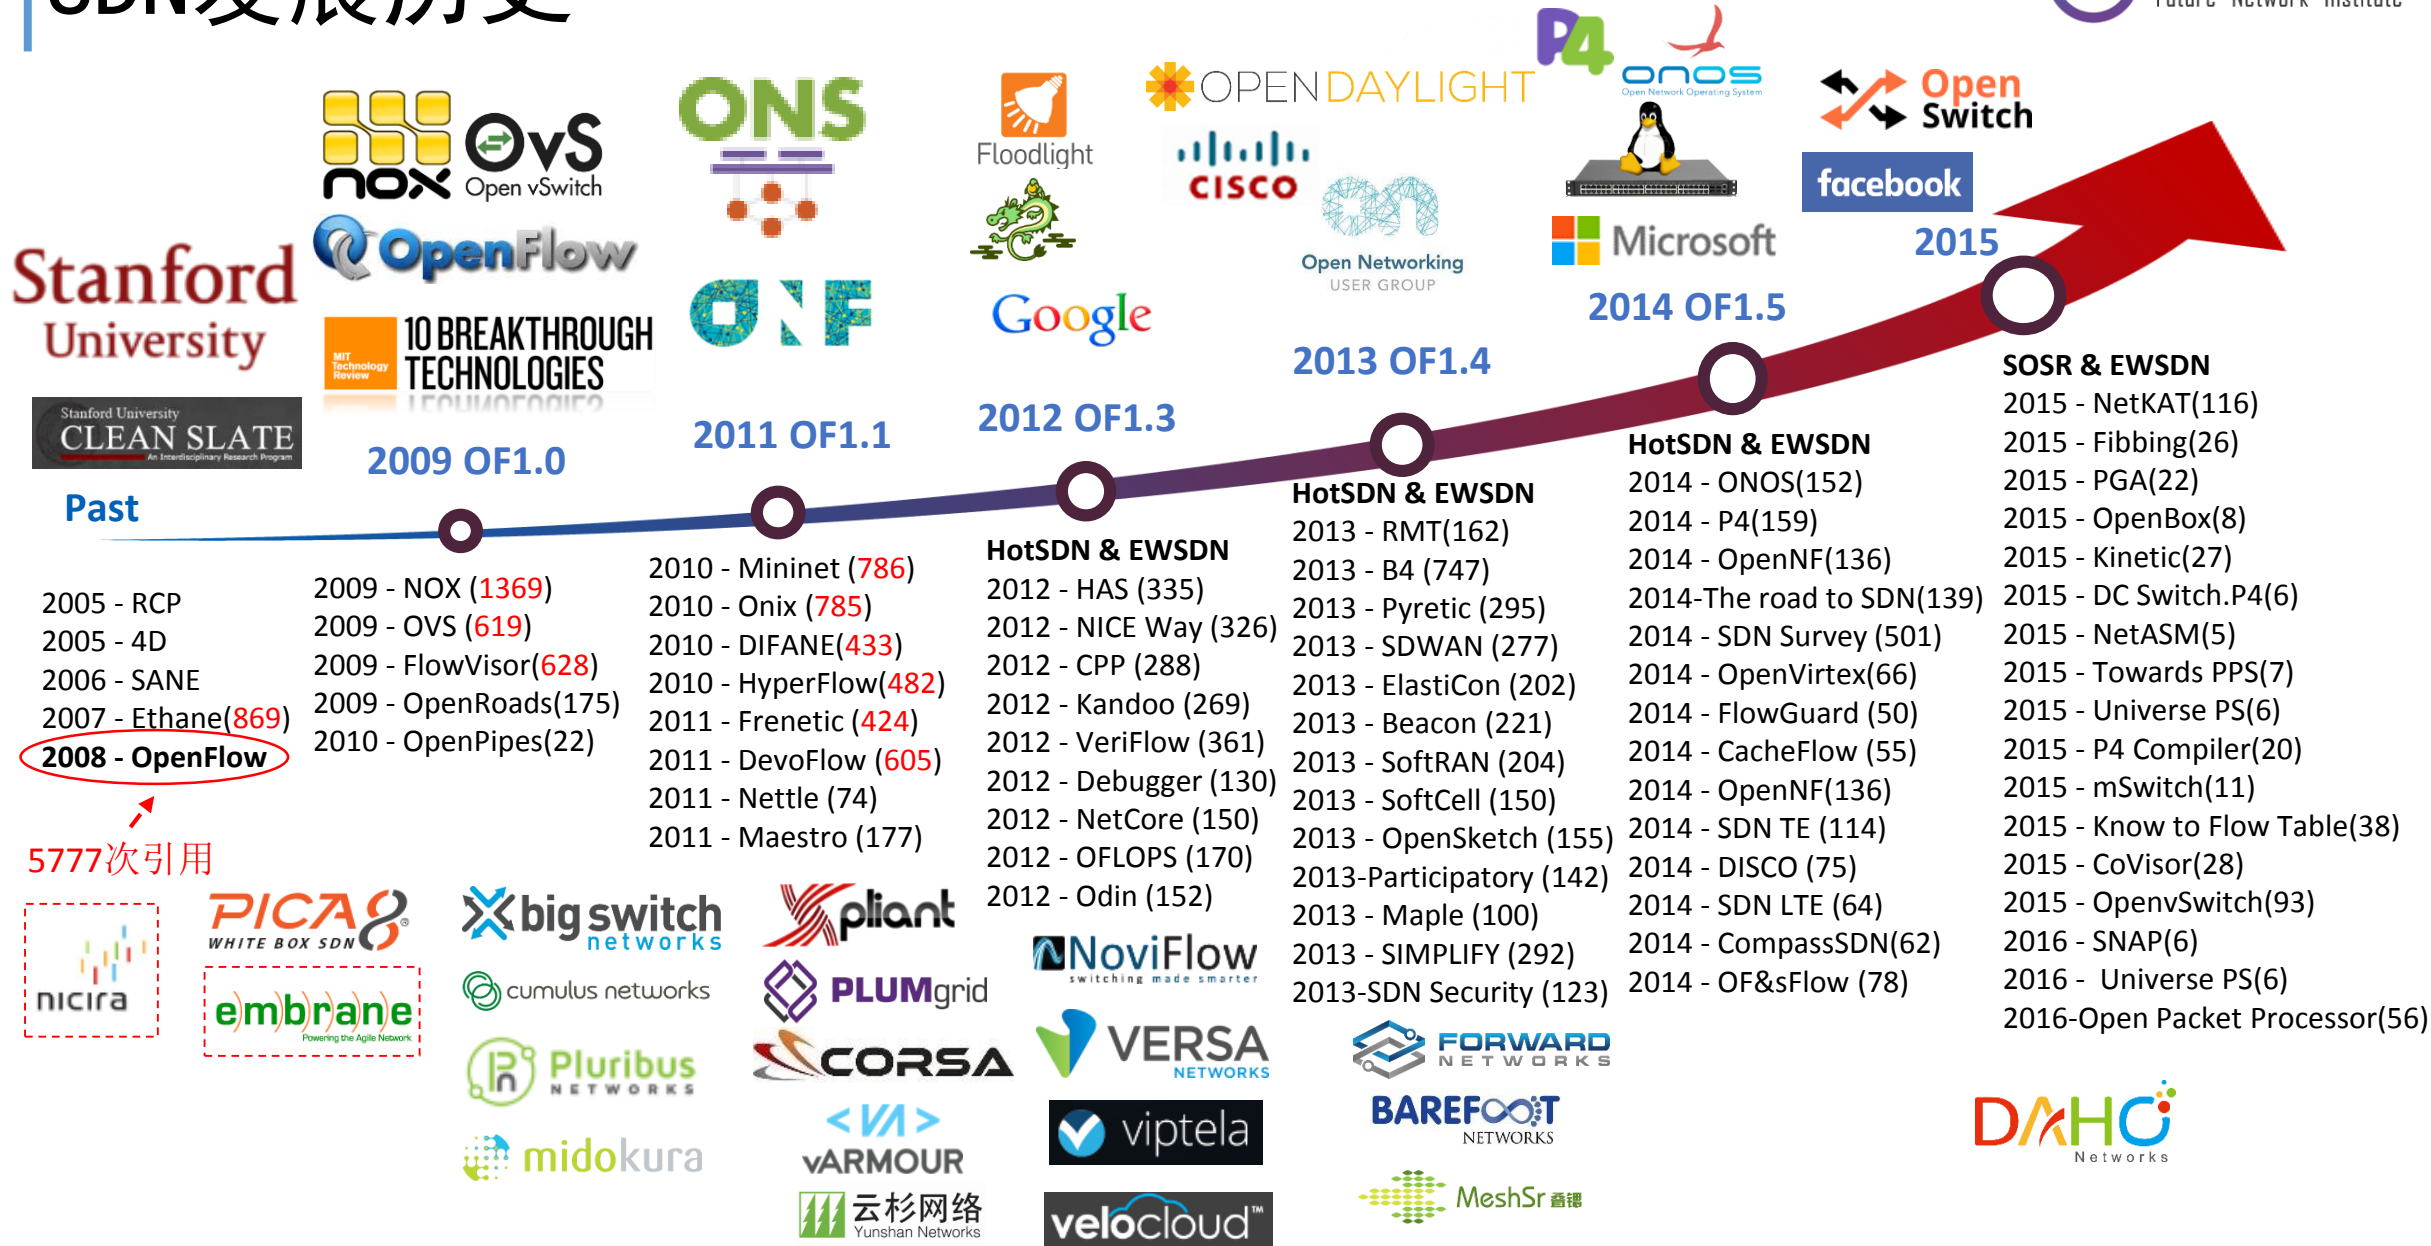 SDN发展历史
Future Network Institute
Stanford
University
Stanford University
CLEAN SLATE
An Interdisciplinary Research Program
Past
2005 - RCP
2005 - 4D
2006 - SANE
2007 - Ethane(869)
2008 - OpenFlow
5777次引用
nox
OvS
Open vSwitch
OpenFlow
MIT
Technology
Review
10 BREAKTHROUGH
TECHNOLOGIES
2009 OF1.0
2009 - NOX (1369)
2009 - OVS (619)
2009 - FlowVisor(628)
2009 - OpenRoads(175)
2010 - OpenPipes(22)
ONS
ONF
2011 OF1.1
2010 - Mininet (786)
2010 - Onix (785)
2010 - DIFANE(433)
2010 - HyperFlow(482)
2011 - Frenetic (424)
2011 - DevoFlow (605)
2011 - Nettle (74)
2011 - Maestro (177)
Floodlight
Google
2012 OF1.3
HotSDN & EWSDN
2012 - HAS (335)
2012 - NICE Way (326)
2012 - CPP (288)
2012 - Kandoo (269)
2012 - VeriFlow (361)
2012 - Debugger (130)
2012 - NetCore (150)
2012 - OFLOPS (170)
2012 - Odin (152)
OPENDAYLIGHT
CISCO
on
Open Networking
USER GROUP
2013 OF1.4
HotSDN & EWSDN
2013 - RMT(162)
2013 - B4 (747)
2013 - Pyretic (295)
2013 - SDWAN (277)
2013 - ElastiCon (202)
2013 - Beacon (221)
2013 - SoftRAN (204)
2013 - SoftCell (150)
2013 - OpenSketch (155)
2013-Participatory (142)
2013 - Maple (100)
2013 - SIMPLIFY (292)
2013-SDN Security (123)
P4
onos
Open Network Operating System
Microsoft
2014 OF1.5
HotSDN & EWSDN
2014 - ONOS(152)
2014 - P4(159)
2014 - OpenNF(136)
2014-The road to SDN(139)
2014 - SDN Survey (501)
2014 - OpenVirtex(66)
2014 - FlowGuard (50)
2014 - CacheFlow (55)
2014 - OpenNF(136)
2014 - SDN TE (114)
2014 - DISCO (75)
2014 - SDN LTE (64)
2014 - CompassSDN(62)
2014 - OF&sFlow (78)
Open
Switch
facebook
2015
SOSR & EWSDN
2015 - NetKAT(116)
2015 - Fibbing(26)
2015 - PGA(22)
2015 - OpenBox(8)
2015 - Kinetic(27)
2015 - DC Switch.P4(6)
2015 - NetASM(5)
2015 - Towards PPS(7)
2015 - Universe PS(6)
2015 - P4 Compiler(20)
2015 - mSwitch(11)
2015 - Know to Flow Table(38)
2015 - CoVisor(28)
2015 - OpenvSwitch(93)
2016 - SNAP(6)
2016 - Universe PS(6)
2016-Open Packet Processor(56)
nicira
PICA8
WHITE BOX SDN
embrane
Powering the Agile Network
big switch
networks
cumulus networks
Pluribus
NETWORKS
midokura
Xpliant
PLUMgrid
CORSA
<VA>
vARMOUR
云杉网络
Yunshan Networks
NoviFlow
switching made smarter
VERSA
NETWORKS
viptela
velocloud™
FORWARD
NETWORKS
BAREFOOT
NETWORKS
MeshSr 叠锶
DAHO
Networks